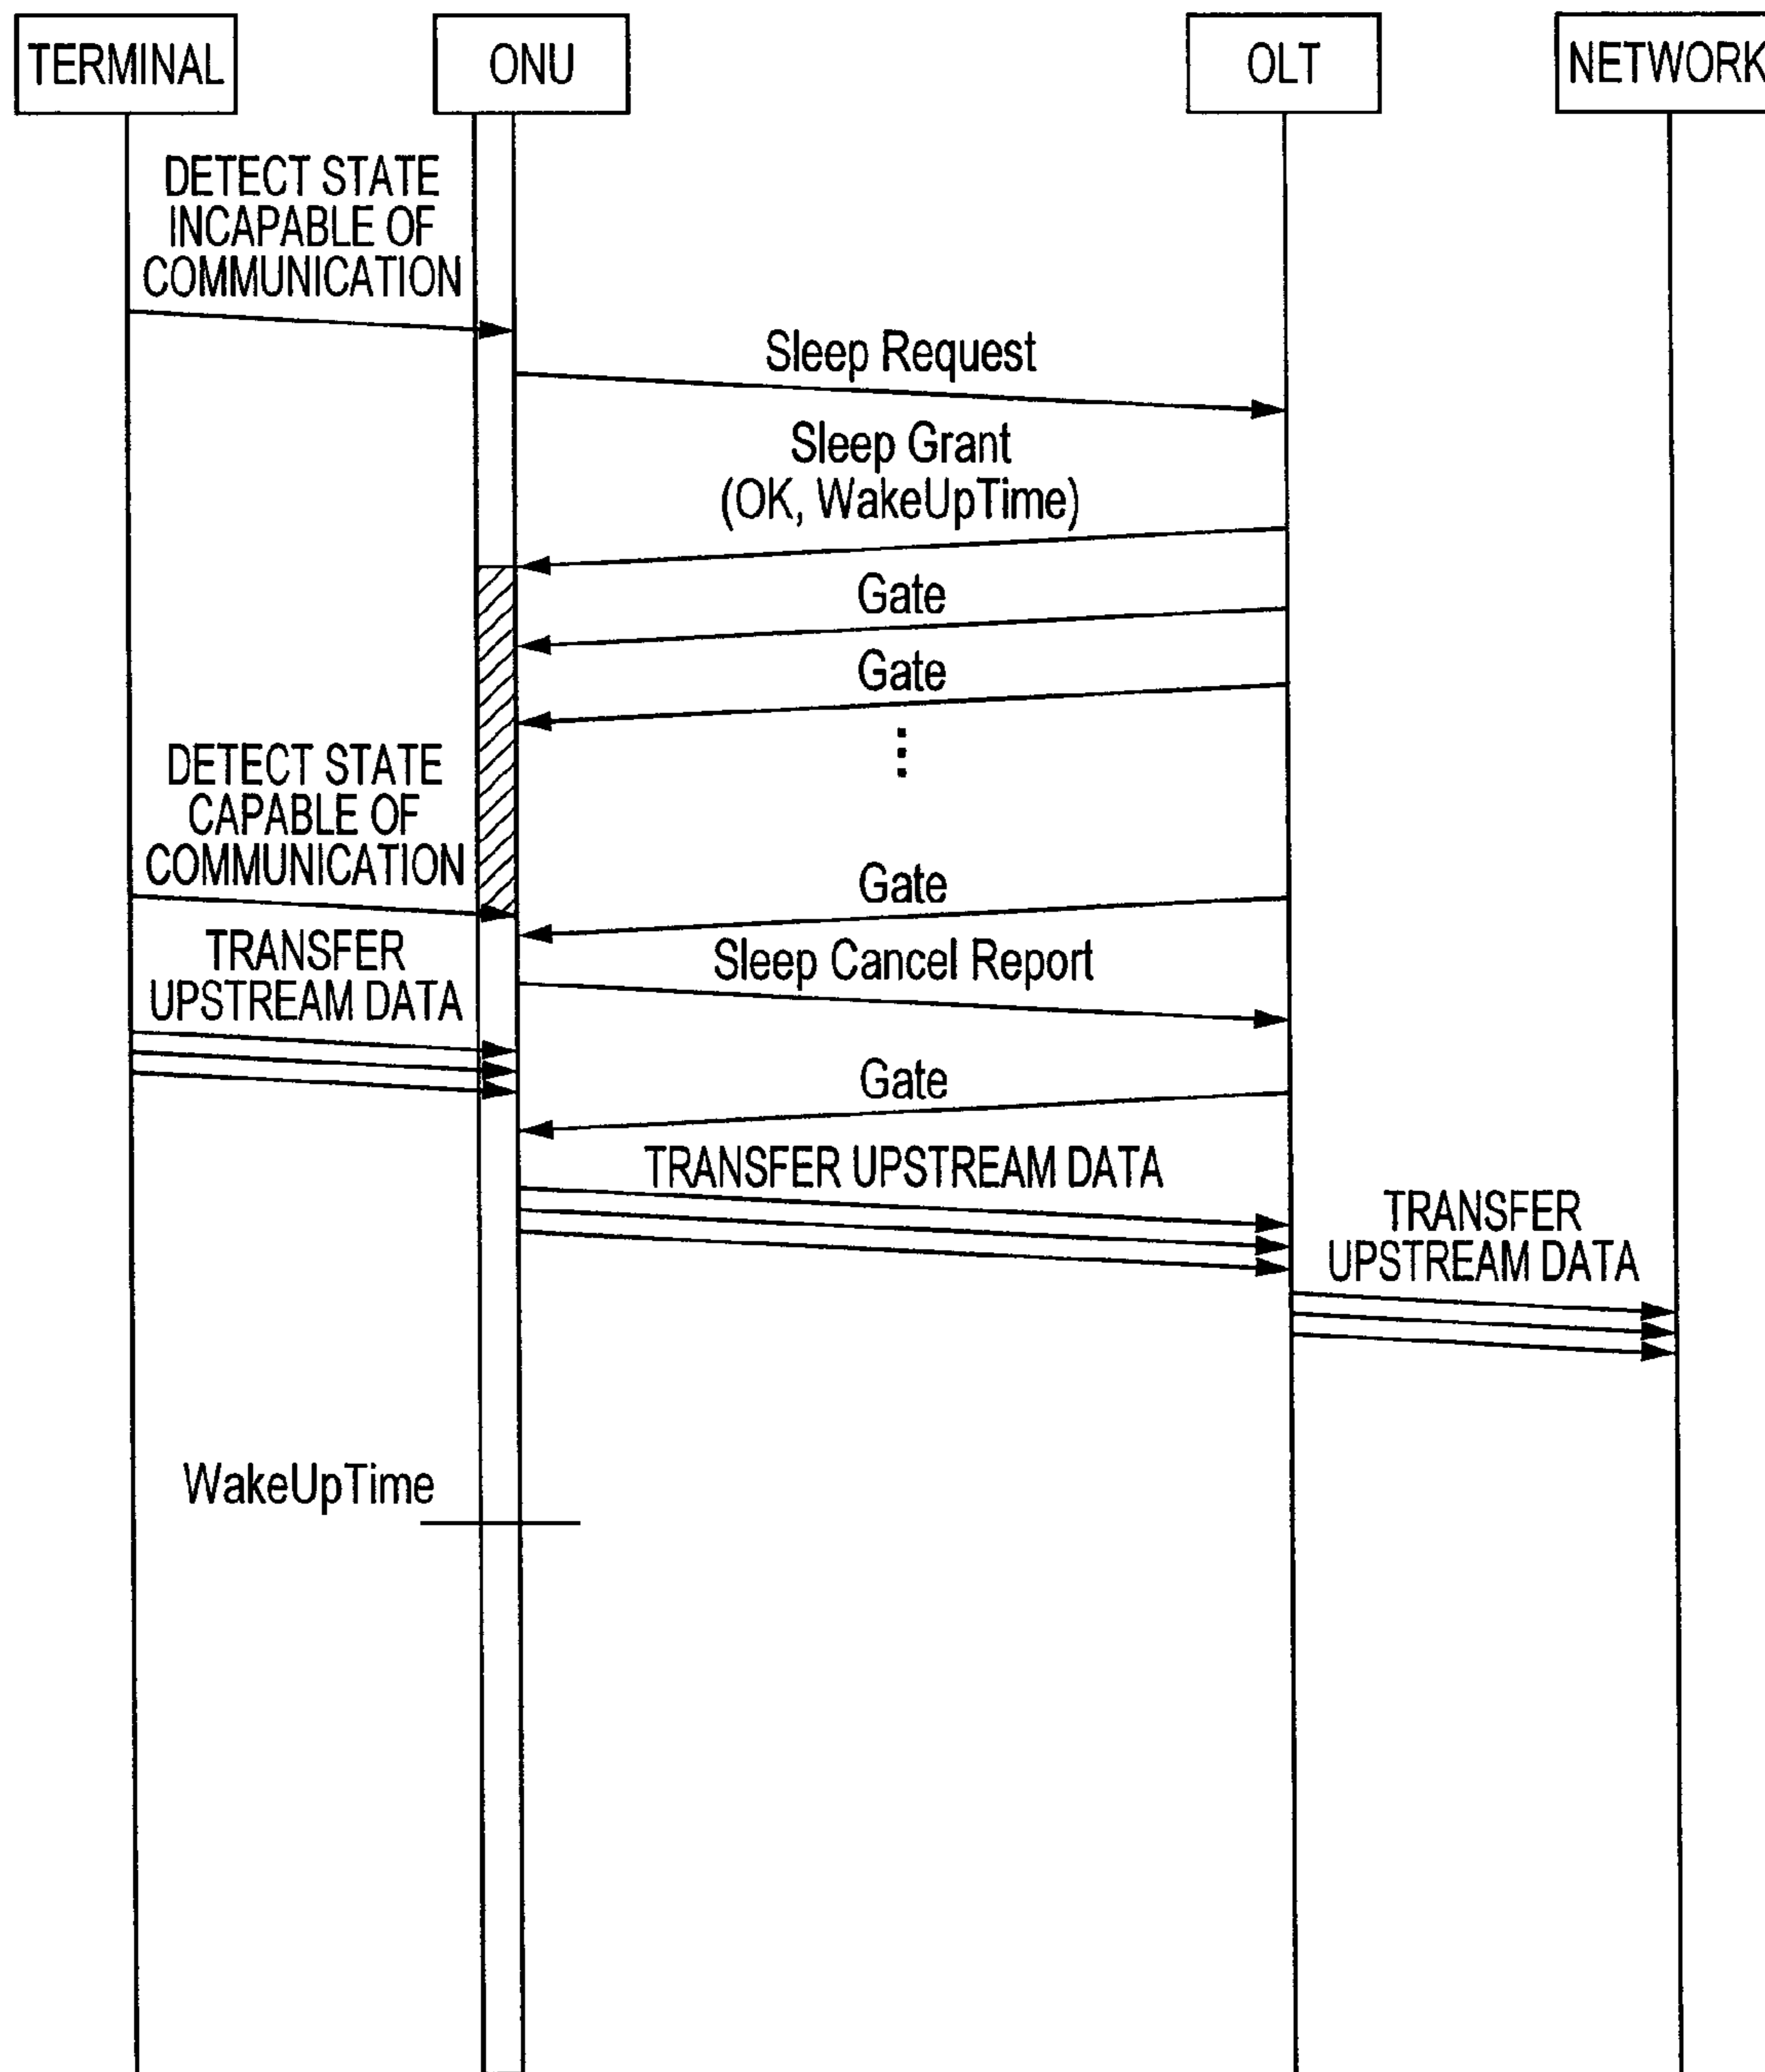 TERMINAL
ONU
OLT
NETWORK
DETECT STATE
INCAPABLE OF
COMMUNICATION
Sleep Request
Sleep Grant
(OK, WakeUpTime)
Gate
Gate
DETECT STATE
CAPABLE OF
COMMUNICATION
Gate
TRANSFER
UPSTREAM DATA
Sleep Cancel Report
Gate
TRANSFER UPSTREAM DATA
TRANSFER
UPSTREAM DATA
WakeUpTime